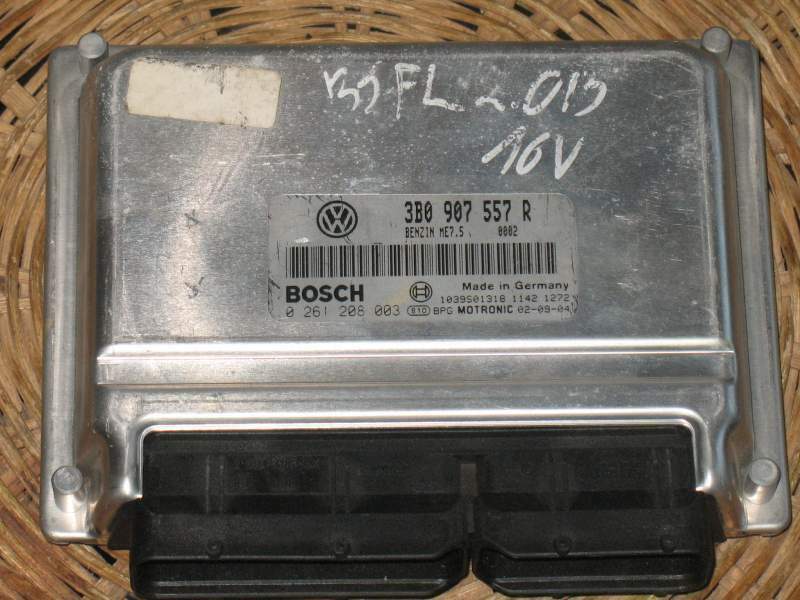 FL 2.0
16V
3B0 907 557 R
BENZIN ME7.5 0002
BOSCH Made in Germany
1039S01318 1142 1272
0 261 208 003 BPG MOTRONIC 02-09-04